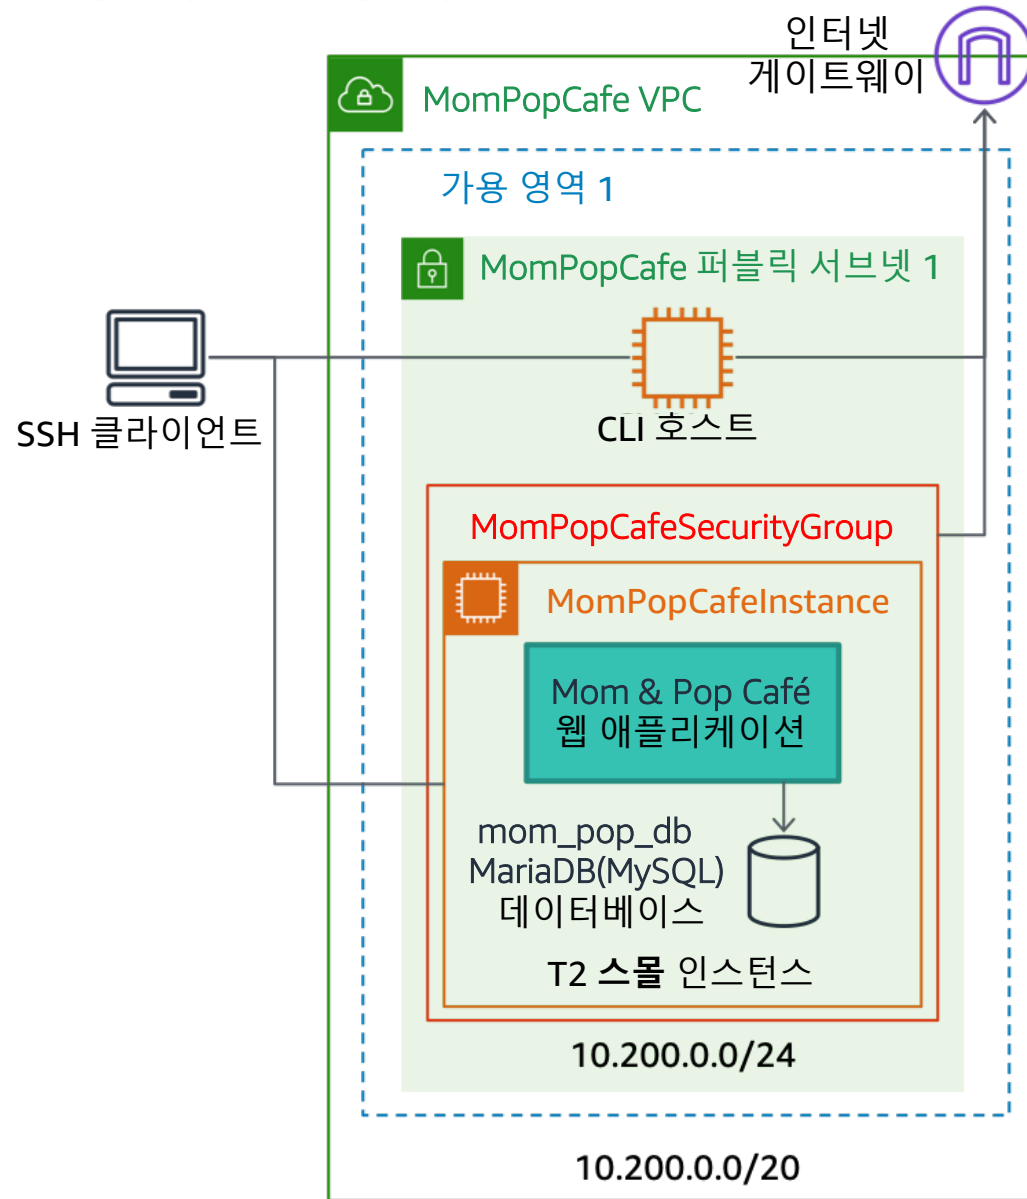 인터넷
게이트웨이
MomPopCafe VPC
가용 영역 1
MomPopCafe 퍼블릭 서브넷 1
SSH 클라이언트
CLI 호스트
MomPopCafeSecurityGroup
MomPopCafeInstance
Mom & Pop Café
웹 애플리케이션
mom_pop_db
MariaDB(MySQL)
데이터베이스
T2 스몰 인스턴스
10.200.0.0/24
10.200.0.0/20